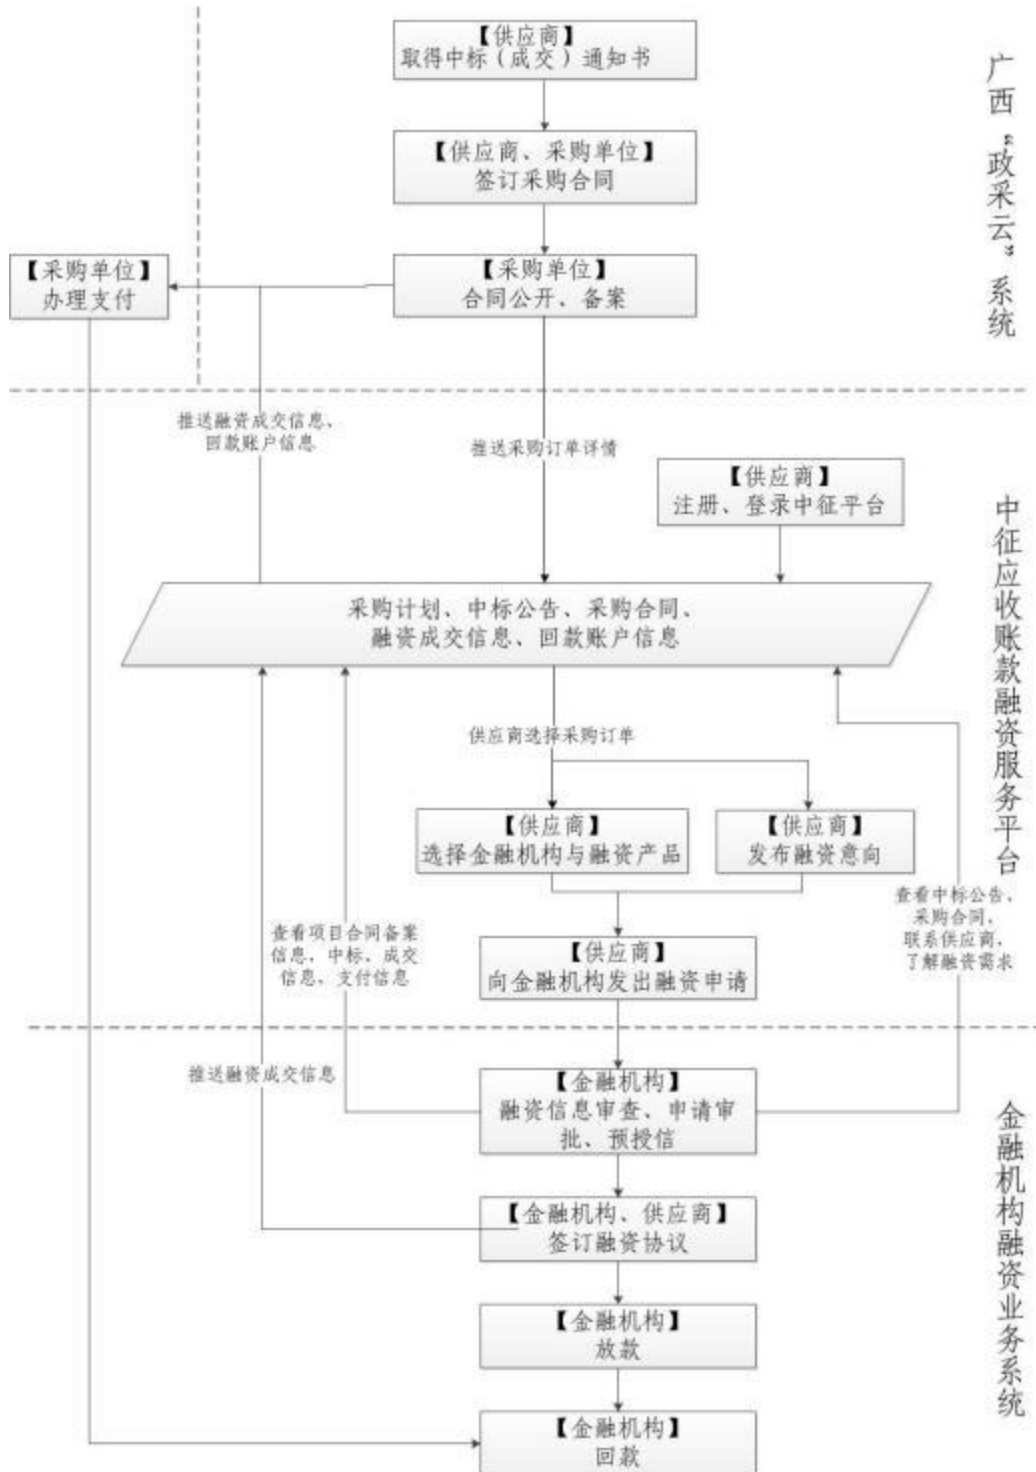 【供应商】
取得中标（成交）通知书
【供应商、采购单位】
签订采购合同
【采购单位】
办理支付
【采购单位】
合同公开、备案
广西“政采云”系统
推送融资成交信息、
回款账户信息
推送采购订单详情
【供应商】
注册、登录中征平台
采购计划、中标公告、采购合同、
融资成交信息、回款账户信息
供应商选择采购订单
【供应商】
选择金融机构与融资产品
【供应商】
发布融资意向
中征应收账款融资服务平台
查看中标公告、
采购合同，
联系供应商，
了解融资需求
查看项目合同备案
信息、中标、成交
信息、支付信息
【供应商】
向金融机构发出融资申请
推送融资成交信息
【金融机构】
融资信息审查、申请审
批、预授信
【金融机构、供应商】
签订融资协议
【金融机构】
放款
【金融机构】
回款
金融机构融资业务系统